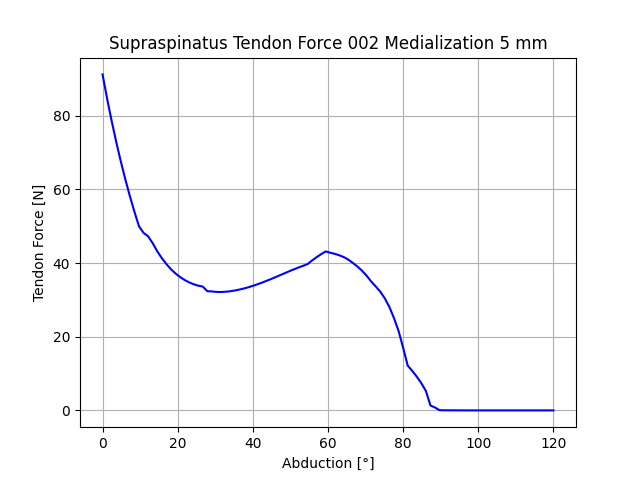 Supraspinatus Tendon Force 002 Medialization 5 mm
80
60
40
20
0
Tendon Force [N]
0 20 40 60 80 100 120
Abduction [°]